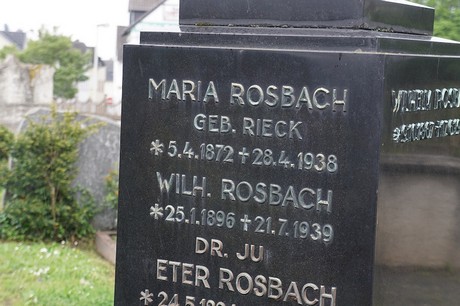 MARIA ROSBACH
GEB. RIECK
* 5.4.1872 + 28.4.1938
WILH. ROSBACH
* 25.1.1896 + 21.7.1939
DR. JU
ETER ROSBACH
WILHELM